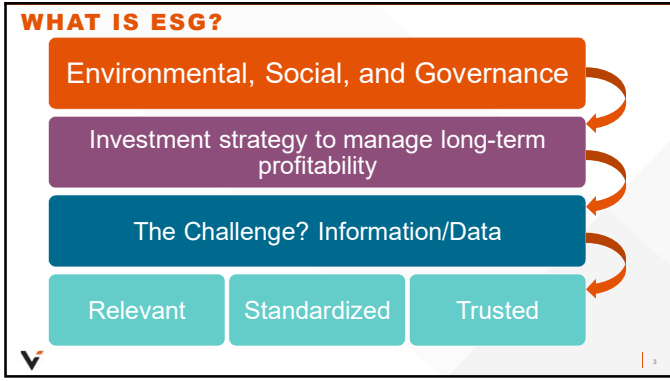 WHAT IS ESG?
Environmental, Social, and Governance
Investment strategy to manage long-term
profitability
The Challenge? Information/Data
Relevant
Standardized
Trusted
3